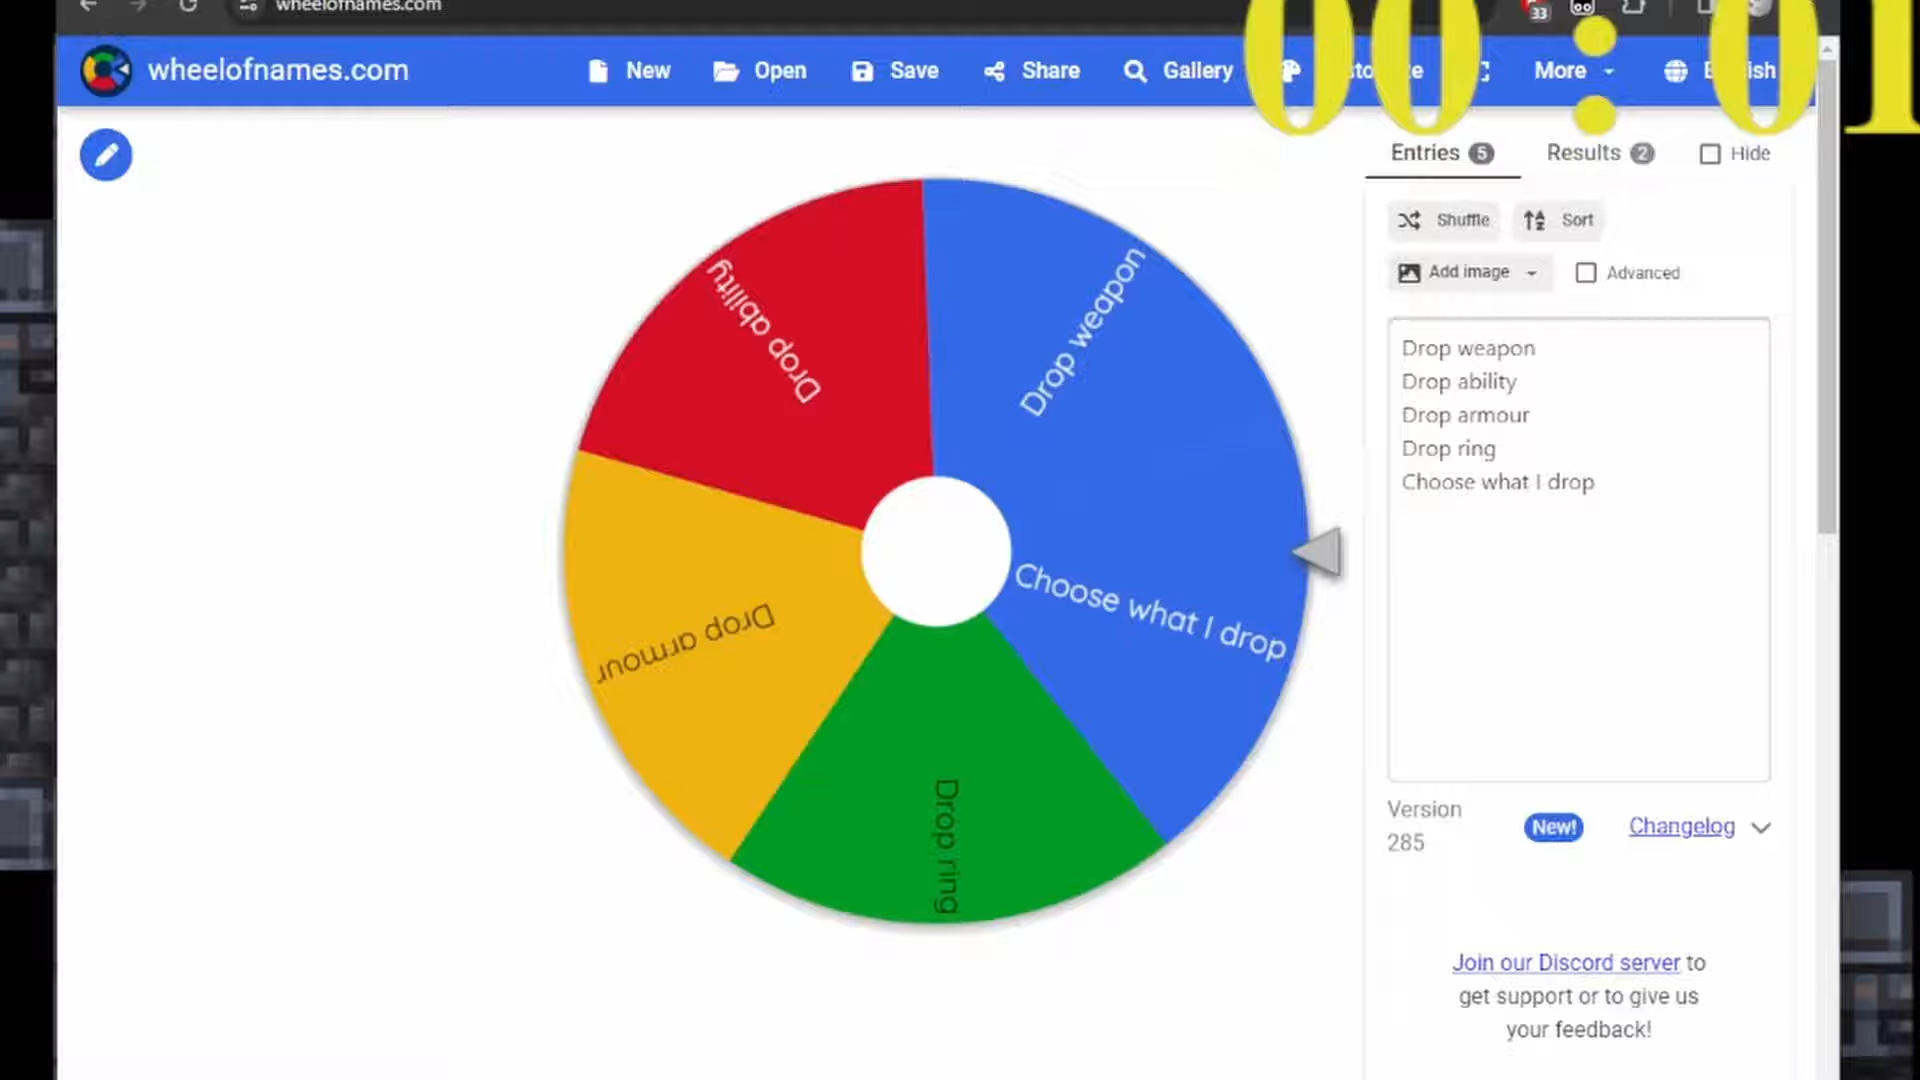 wheelofnames.com
33
00:01
wheelofnames.com
New
Open
Save
Share
Gallery
More
Entries 5
Results 2
Hide
Shuffle
Sort
Add image
Advanced
Drop weapon
Drop ability
Drop armour
Drop ring
Choose what I drop
Drop weapon
Drop ability
Drop armour
Drop ring
Choose what I drop
Version
285
New!
Changelog
Join our Discord server to
get support or to give us
your feedback!